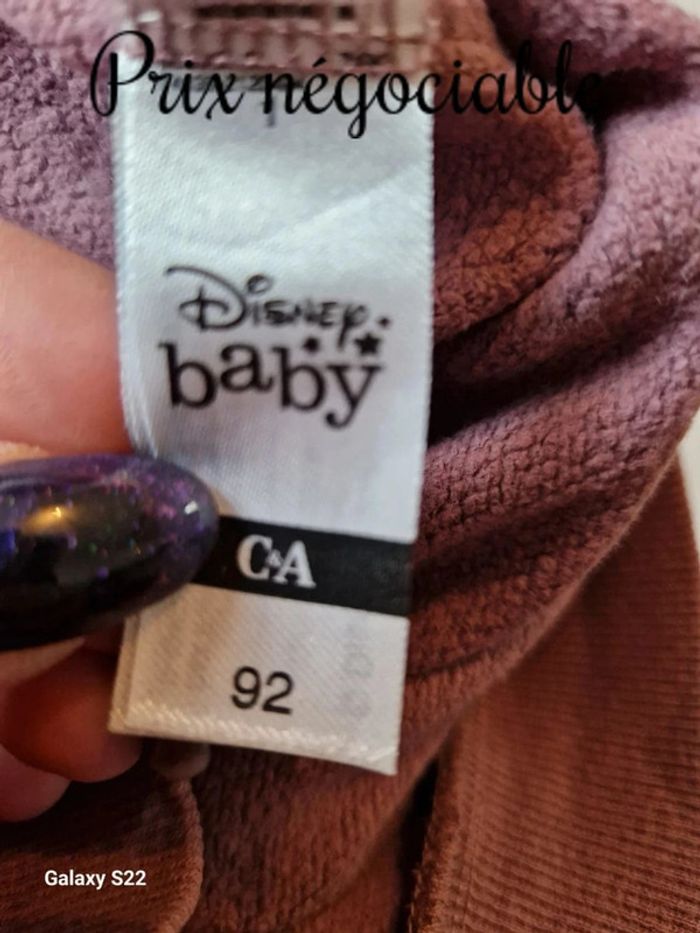 Prix négociable
Disney
baby
C&A
92
Galaxy S22